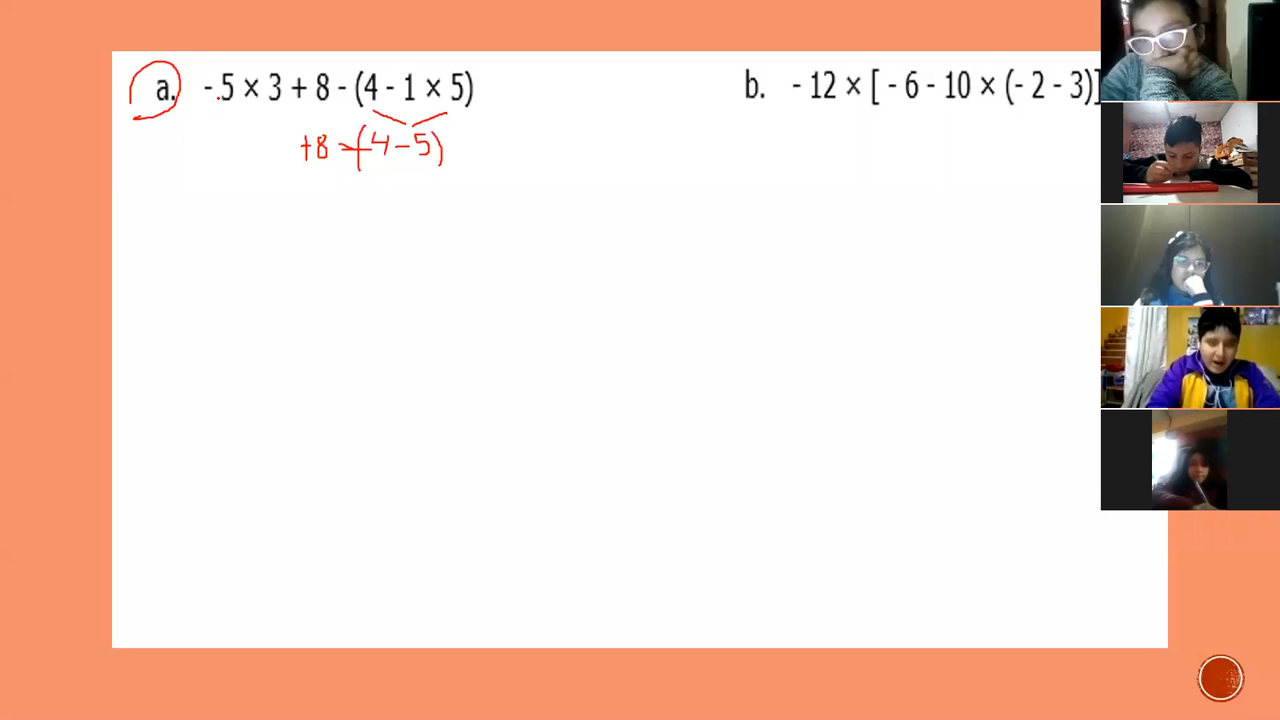 a. -5 × 3 + 8 - (4 - 1 × 5)
b. - 12 × [ - 6 - 10 × (- 2 - 3)]
+8 -(4-5)